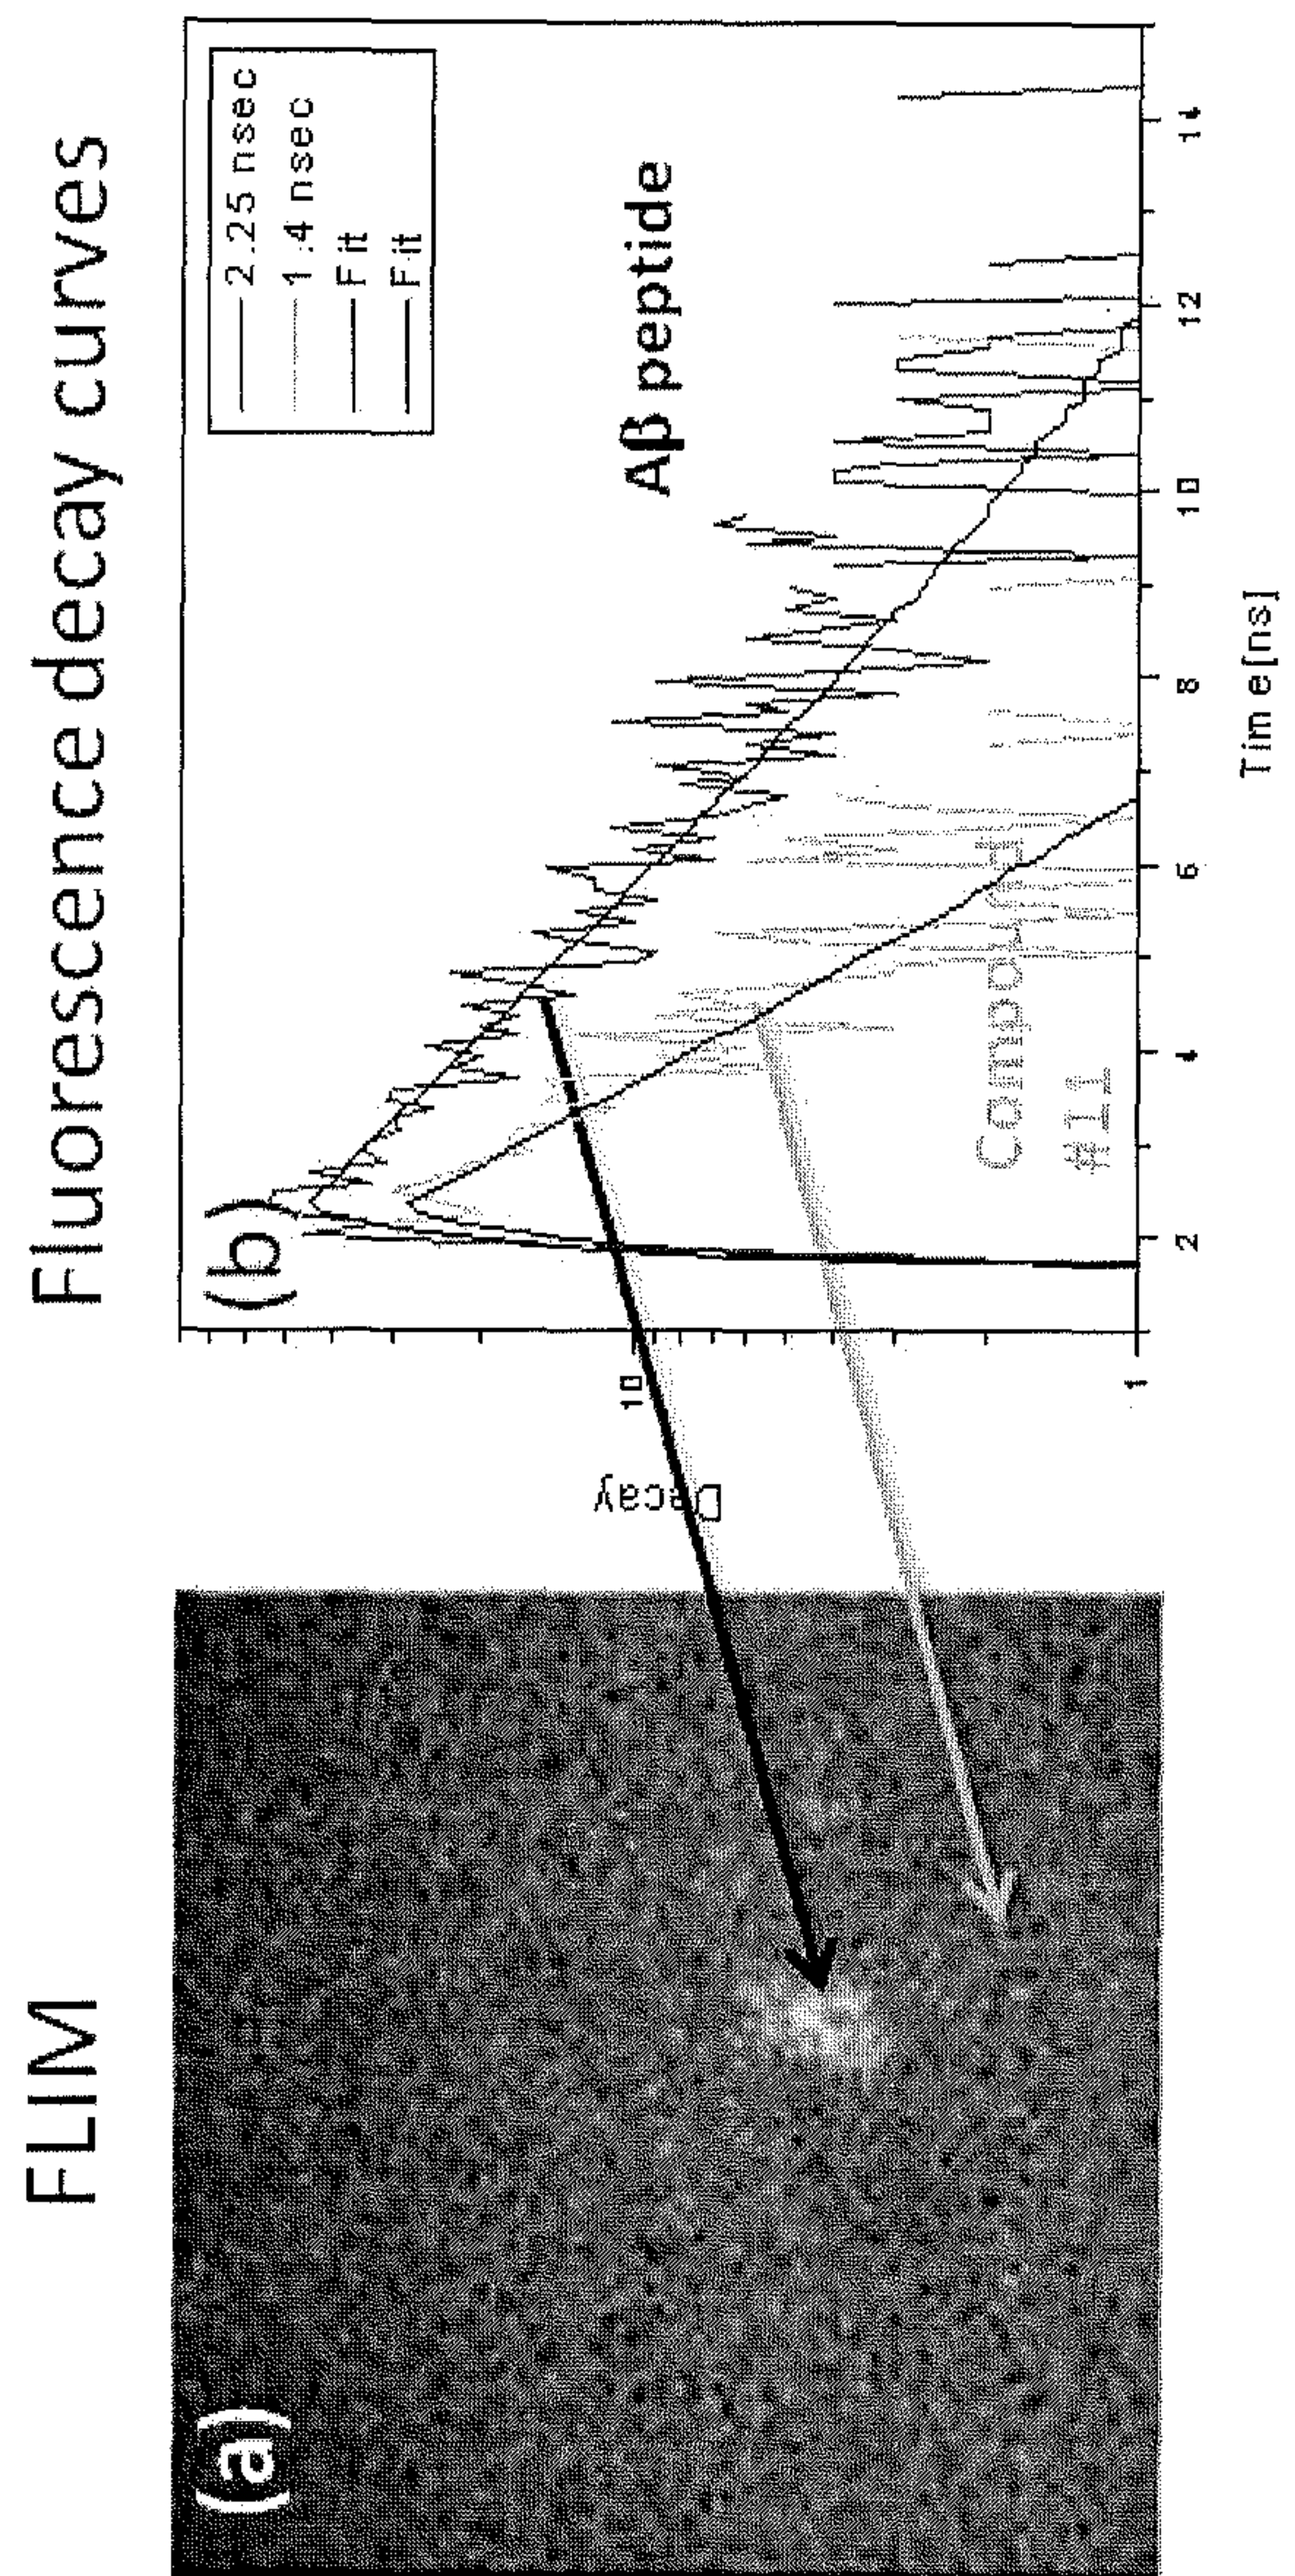 FLIM
Fluorescence decay curves
(a)
(b)
2.25 nsec
1.4 nsec
Fit
Fit
Aβ peptide
Compound
#11
Decay
10
1
2
4
6
8
10
12
14
Time[ns]